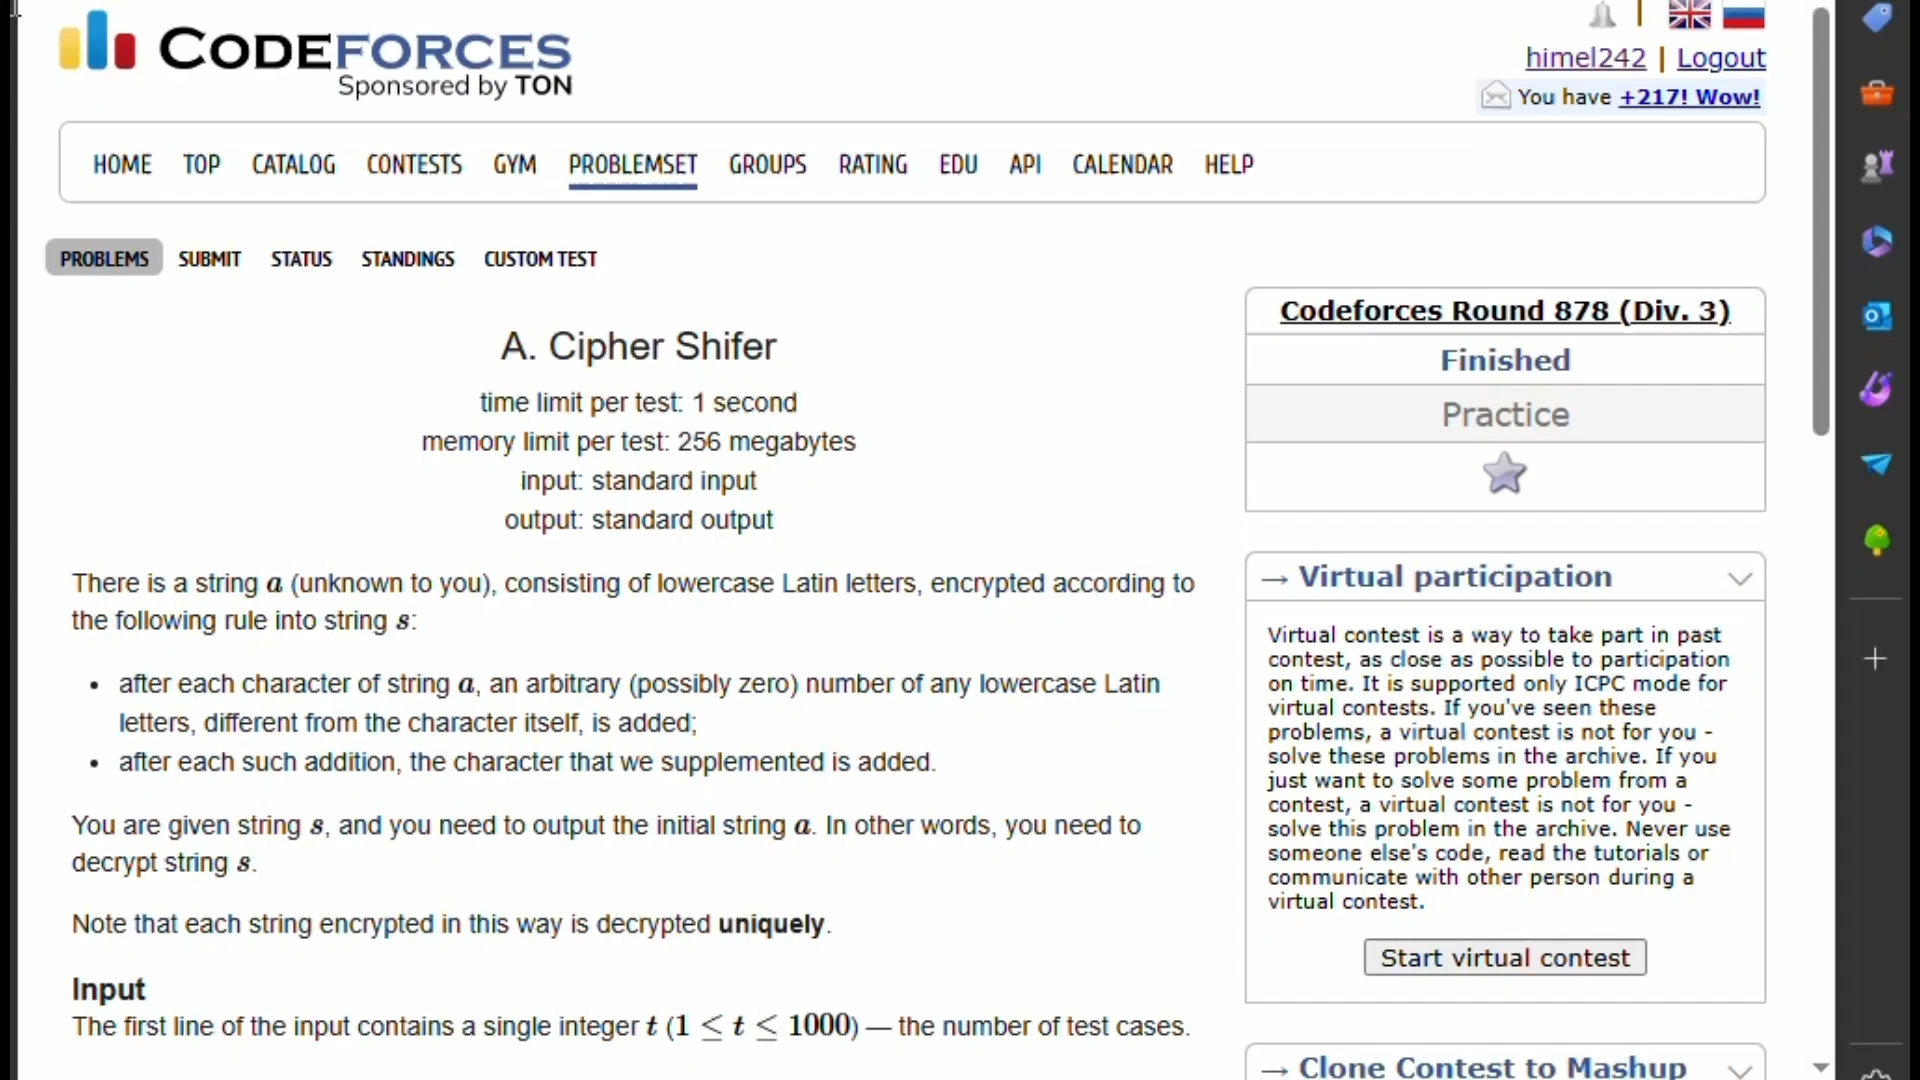 CODEFORCES
Sponsored by TON
himel242 | Logout
You have +217! Wow!
HOME TOP CATALOG CONTESTS GYM PROBLEMSET GROUPS RATING EDU API CALENDAR HELP
PROBLEMS SUBMIT STATUS STANDINGS CUSTOM TEST
A. Cipher Shifer
time limit per test: 1 second
memory limit per test: 256 megabytes
input: standard input
output: standard output
There is a string a (unknown to you), consisting of lowercase Latin letters, encrypted according to
the following rule into string s:
• after each character of string a, an arbitrary (possibly zero) number of any lowercase Latin
letters, different from the character itself, is added;
• after each such addition, the character that we supplemented is added.
You are given string s, and you need to output the initial string a. In other words, you need to
decrypt string s.
Note that each string encrypted in this way is decrypted uniquely.
Input
The first line of the input contains a single integer t (1 ≤ t ≤ 1000) — the number of test cases.
Codeforces Round 878 (Div. 3)
Finished
Practice
→ Virtual participation
Virtual contest is a way to take part in past
contest, as close as possible to participation
on time. It is supported only ICPC mode for
virtual contests. If you've seen these
problems, a virtual contest is not for you -
solve these problems in the archive. If you
just want to solve some problem from a
contest, a virtual contest is not for you -
solve this problem in the archive. Never use
someone else's code, read the tutorials or
communicate with other person during a
virtual contest.
Start virtual contest
→ Clone Contest to Mashup